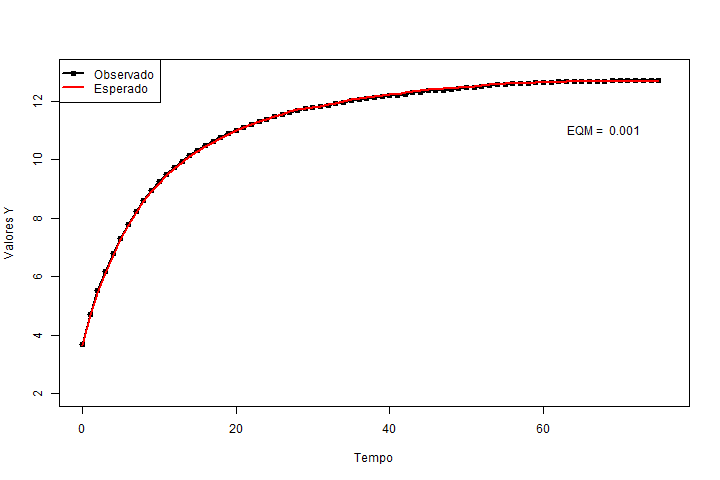 Observado
Esperado
EQM = 0.001
Valores Y
12
10
8
6
4
2
0
20
40
60
Tempo